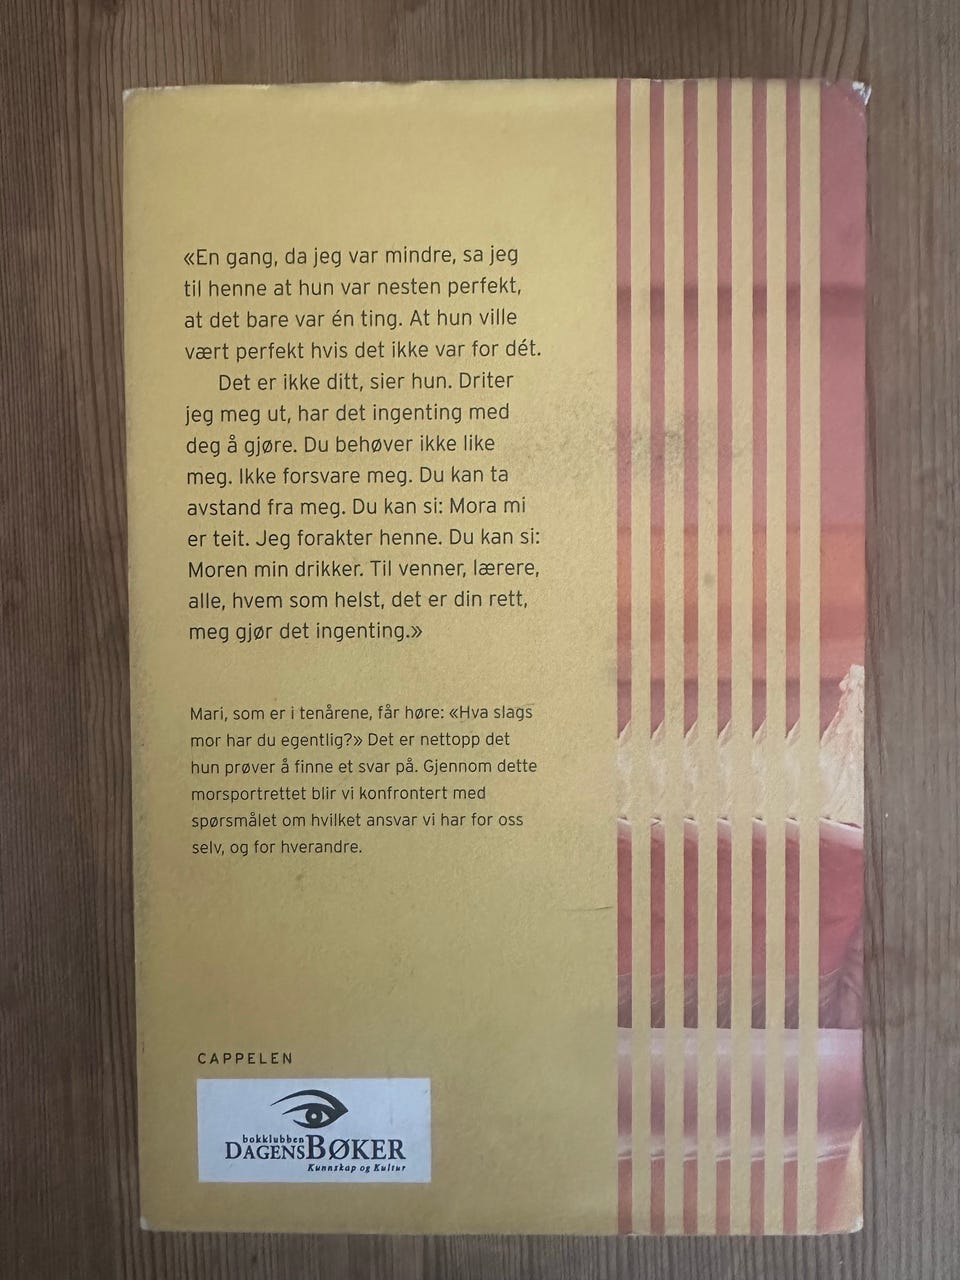 «En gang, da jeg var mindre, sa jeg
til henne at hun var nesten perfekt,
at det bare var én ting. At hun ville
vært perfekt hvis det ikke var for dét.
Det er ikke ditt, sier hun. Driter
jeg meg ut, har det ingenting med
deg å gjøre. Du behøver ikke like
meg. Ikke forsvare meg. Du kan ta
avstand fra meg. Du kan si: Mora mi
er teit. Jeg forakter henne. Du kan si:
Moren min drikker. Til venner, lærere,
alle, hvem som helst, det er din rett,
meg gjør det ingenting.»
Mari, som er i tenårene, får høre: «Hva slags
mor har du egentlig?» Det er nettopp det
hun prøver å finne et svar på. Gjennom dette
morsportrettet blir vi konfrontert med
spørsmålet om hvilket ansvar vi har for oss
selv, og for hverandre.
CAPPELEN
bokklubben
DAGENSBØKER
Kunnskap og Kultur